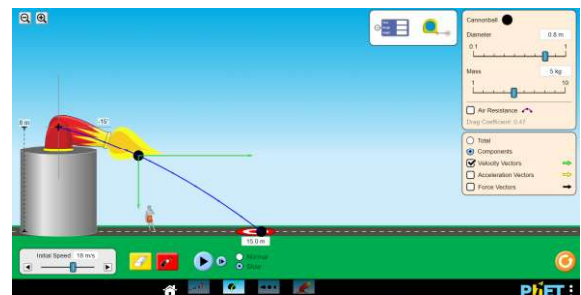 Cannonball
Diameter
0.8 m
0.1
1
Mass
5 kg
1
10
Air Resistance
Drag Coefficient: 0.47
Total
Components
Velocity Vectors
Acceleration Vectors
Force Vectors
8 m
-15°
15.0 m
Initial Speed 18 m/s
Normal
Slow
PhET